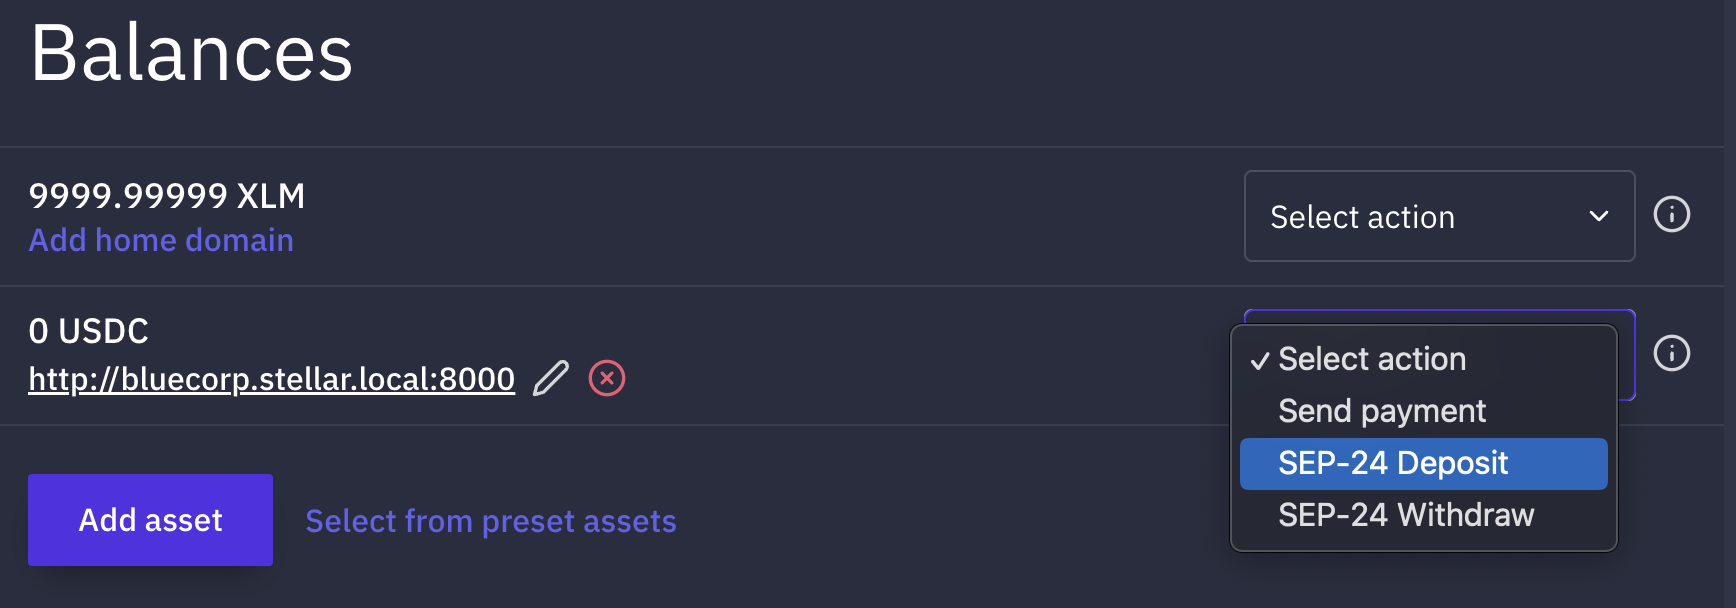 Balances
9999.99999 XLM
Add home domain
Select action
0 USDC
http://bluecorp.stellar.local:8000
Select action
Send payment
SEP-24 Deposit
SEP-24 Withdraw
Add asset
Select from preset assets